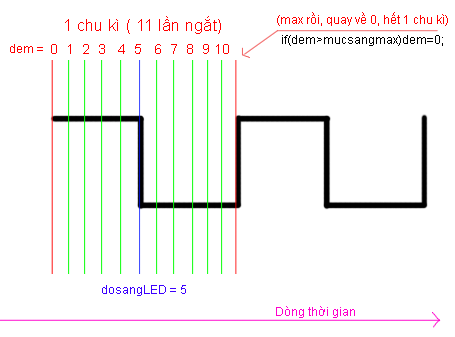 1 chu kì ( 11 lần ngắt)
(max rồi, quay về 0, hết 1 chu kì)
if(dem>mucsangmax)dem=0;
dem = 0 1 2 3 4 5 6 7 8 9 10
dosangLED = 5
Dòng thời gian